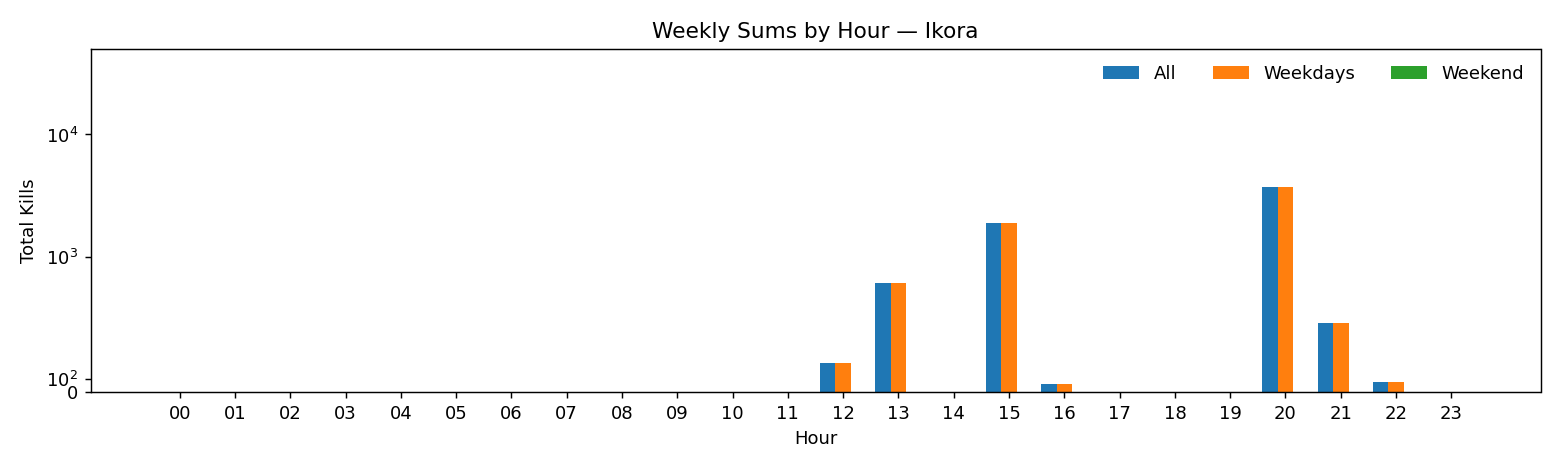 Weekly Sums by Hour — Ikora
All Weekdays Weekend
10⁴
10³
10²
0
Total Kills
00 01 02 03 04 05 06 07 08 09 10 11 12 13 14 15 16 17 18 19 20 21 22 23
Hour